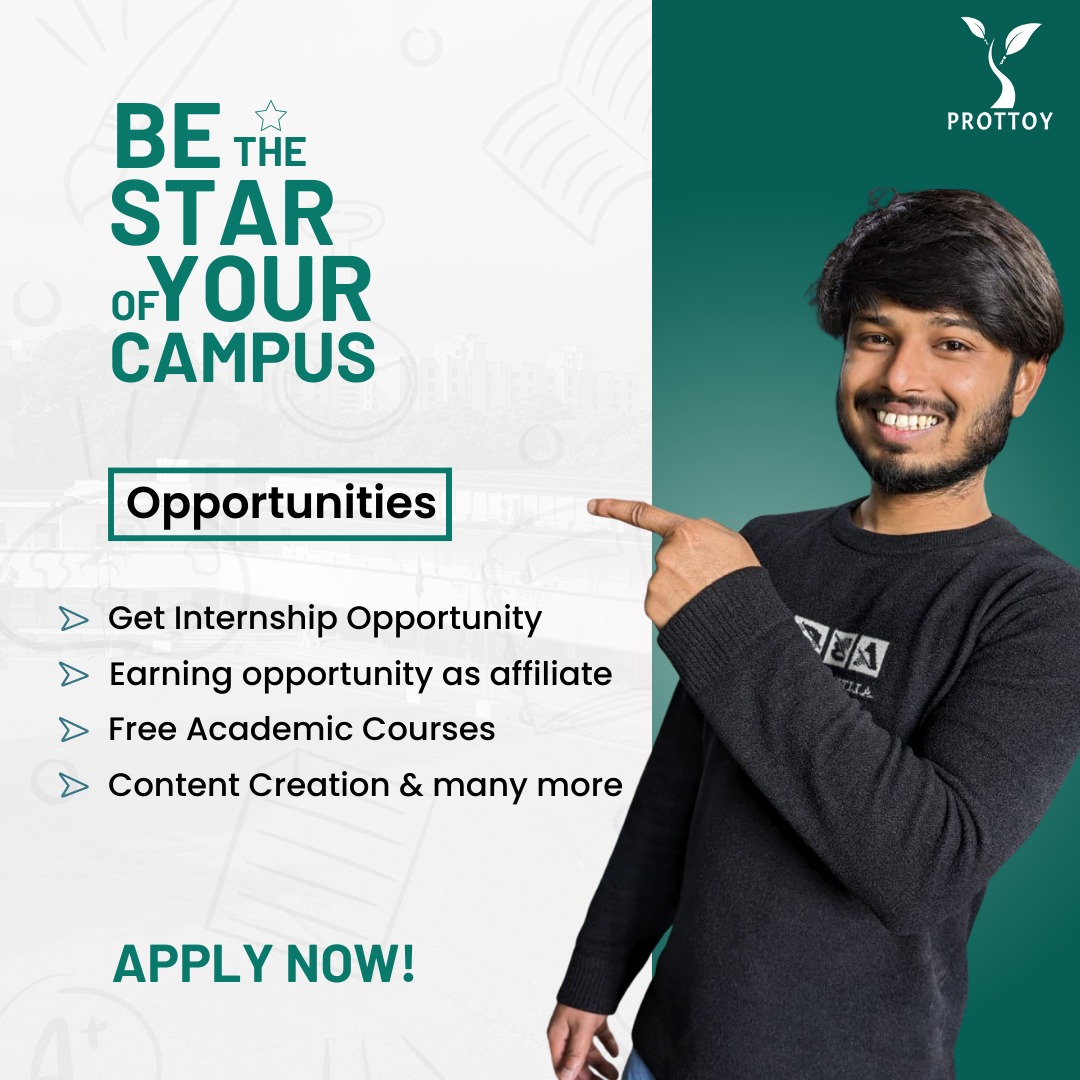 BE THE
STAR
OF YOUR
CAMPUS
PROTTOY
Opportunities
Get Internship Opportunity
Earning opportunity as affiliate
Free Academic Courses
Content Creation & many more
APPLY NOW!
A+